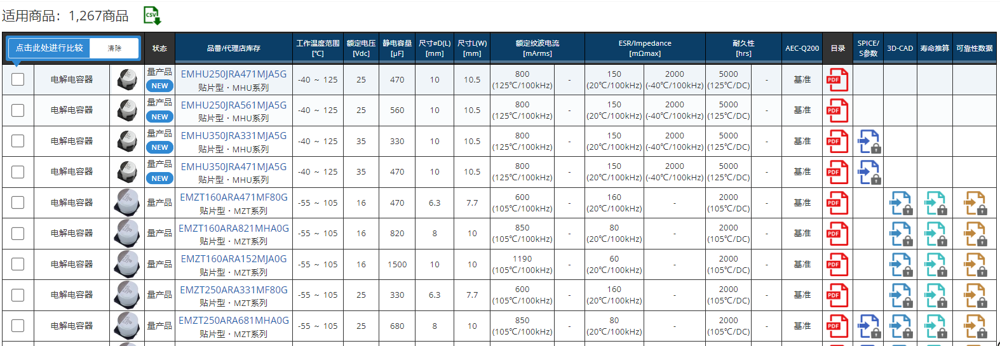 适用商品：1,267商品 CSV
点击此处进行比较 清除 状态 品番/代理店库存 工作温度范围 [℃] 额定电压 [Vdc] 静电容量 [μF] 尺寸⌀D(L) [mm] 尺寸L(W) [mm] 额定纹波电流 [mArms] ESR/Impedance [mΩmax] 耐久性 [hrs] AEC-Q200 目录 SPICE/ S参数 3D-CAD 寿命推算 可靠性数据
电解电容器 量产品 NEW EMHU250JRA471MJA5G 贴片型・MHU系列 -40 ~ 125 25 470 10 10.5 800 (125℃/100kHz) - 150 (20℃/100kHz) 2000 (-40℃/100kHz) 5000 (125℃/DC) - 基准 PDF
电解电容器 量产品 NEW EMHU250JRA561MJA5G 贴片型・MHU系列 -40 ~ 125 25 560 10 10.5 800 (125℃/100kHz) - 150 (20℃/100kHz) 2000 (-40℃/100kHz) 5000 (125℃/DC) - 基准 PDF
电解电容器 量产品 NEW EMHU350JRA331MJA5G 贴片型・MHU系列 -40 ~ 125 35 330 10 10.5 800 (125℃/100kHz) - 150 (20℃/100kHz) 2000 (-40℃/100kHz) 5000 (125℃/DC) - 基准 PDF
电解电容器 量产品 NEW EMHU350JRA471MJA5G 贴片型・MHU系列 -40 ~ 125 35 470 10 10.5 800 (125℃/100kHz) - 150 (20℃/100kHz) 2000 (-40℃/100kHz) 5000 (125℃/DC) - 基准 PDF
电解电容器 量产品 EMZT160ARA471MF80G 贴片型・MZT系列 -55 ~ 105 16 470 6.3 7.7 600 (105℃/100kHz) - 160 (20℃/100kHz) - 2000 (105℃/DC) - 基准 PDF
电解电容器 量产品 EMZT160ARA821MHA0G 贴片型・MZT系列 -55 ~ 105 16 820 8 10 850 (105℃/100kHz) - 80 (20℃/100kHz) - 2000 (105℃/DC) - 基准 PDF
电解电容器 量产品 EMZT160ARA152MJA0G 贴片型・MZT系列 -55 ~ 105 16 1500 10 10 1190 (105℃/100kHz) - 60 (20℃/100kHz) - 2000 (105℃/DC) - 基准 PDF
电解电容器 量产品 EMZT250ARA331MF80G 贴片型・MZT系列 -55 ~ 105 25 330 6.3 7.7 600 (105℃/100kHz) - 160 (20℃/100kHz) - 2000 (105℃/DC) - 基准 PDF
电解电容器 量产品 EMZT250ARA681MHA0G 贴片型・MZT系列 -55 ~ 105 25 680 8 10 850 (105℃/100kHz) - 80 (20℃/100kHz) - 2000 (105℃/DC) - 基准 PDF